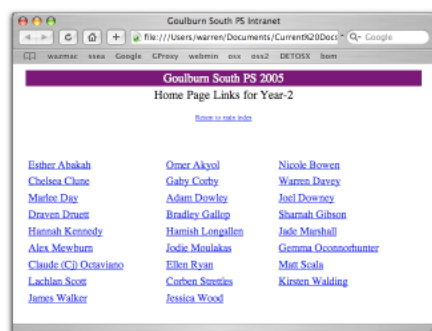 Goulburn South PS Intranet
file:///Users/warren/Documents/Current%20Docs
Google
wazmac ssea Google GProxy webmin osx osx2 DETOSX bom
Goulburn South PS 2005
Home Page Links for Year-2
Return to main index
Esther Abakah Omer Akyol Nicole Bowen
Chelsea Clune Gaby Corby Warren Davey
Marlee Day Adam Dowley Joel Downey
Draven Druett Bradley Gallop Sharnah Gibson
Hannah Kennedy Hamish Longallen Jade Marshall
Alex Mewburn Jodie Moulakas Gemma Oconnorhunter
Claude (Cj) Octaviano Ellen Ryan Matt Scala
Lachlan Scott Corben Stretles Kirsten Walding
James Walker Jessica Wood